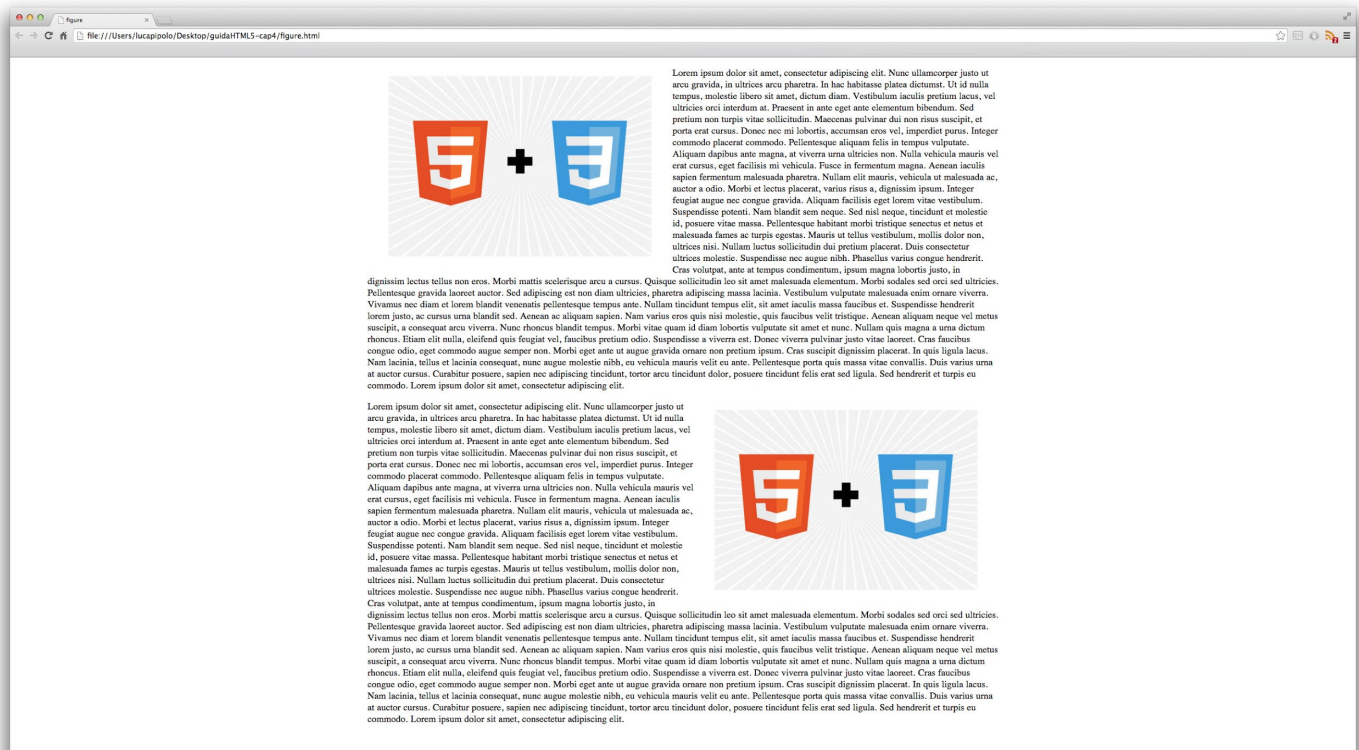 figure
file:///Users/lucapipolo/Desktop/guidaHTML5-cap4/figure.html
2
Lorem ipsum dolor sit amet, consectetur adipiscing elit. Nunc ullamcorper justo ut
arcu gravida, in ultrices arcu pharetra. In hac habitasse platea dictumst. Ut id nulla
tempus, molestie libero sit amet, dictum diam. Vestibulum iaculis pretium lacus, vel
ultricies orci interdum at. Praesent in ante eget ante elementum bibendum. Sed
pretium non turpis vitae sollicitudin. Maecenas pulvinar dui non risus suscipit, et
porta erat cursus. Donec nec mi lobortis, accumsan eros vel, imperdiet purus. Integer
commodo placerat commodo. Pellentesque aliquam felis in tempus vulputate.
Aliquam dapibus ante magna, at viverra urna ultricies non. Nulla vehicula mauris vel
erat cursus, eget facilisis mi vehicula. Fusce in fermentum magna. Aenean iaculis
sapien fermentum malesuada pharetra. Nullam elit mauris, vehicula ut malesuada ac,
auctor a odio. Morbi et lectus placerat, varius risus a, dignissim ipsum. Integer
feugiat augue nec congue gravida. Aliquam facilisis eget lorem vitae vestibulum.
Suspendisse potenti. Nam blandit sem neque. Sed nisl neque, tincidunt et molestie
id, posuere vitae massa. Pellentesque habitant morbi tristique senectus et netus et
malesuada fames ac turpis egestas. Mauris ut tellus vestibulum, mollis dolor non,
ultrices nisi. Nullam luctus sollicitudin dui pretium placerat. Duis consectetur
ultrices molestie. Suspendisse nec augue nibh. Phasellus varius congue hendrerit.
Cras volutpat, ante at tempus condimentum, ipsum magna lobortis justo, in
dignissim lectus tellus non eros. Morbi mattis scelerisque arcu a cursus. Quisque sollicitudin leo sit amet malesuada elementum. Morbi sodales sed orci sed ultricies.
Pellentesque gravida laoreet auctor. Sed adipiscing est non diam ultricies, pharetra adipiscing massa lacinia. Vestibulum vulputate malesuada enim ornare viverra.
Vivamus nec diam et lorem blandit venenatis pellentesque tempus ante. Nullam tincidunt tempus elit, sit amet iaculis massa faucibus et. Suspendisse hendrerit
lorem justo, ac cursus urna blandit sed. Aenean ac aliquam sapien. Nam varius eros quis nisi molestie, quis faucibus velit tristique. Aenean aliquam neque vel metus
suscipit, a consequat arcu viverra. Nunc rhoncus blandit tempus. Morbi vitae quam id diam lobortis vulputate sit amet et nunc. Nullam quis magna a urna dictum
rhoncus. Etiam elit nulla, eleifend quis feugiat vel, faucibus pretium odio. Suspendisse a viverra est. Donec viverra pulvinar justo vitae laoreet. Cras faucibus
congue odio, eget commodo augue semper non. Morbi eget ante ut augue gravida ornare non pretium ipsum. Cras suscipit dignissim placerat. In quis ligula lacus.
Nam lacinia, tellus et lacinia consequat, nunc augue molestie nibh, eu vehicula mauris velit eu ante. Pellentesque porta quis massa vitae convallis. Duis varius urna
at auctor cursus. Curabitur posuere, sapien nec adipiscing tincidunt, tortor arcu tincidunt dolor, posuere tincidunt felis erat sed ligula. Sed hendrerit et turpis eu
commodo. Lorem ipsum dolor sit amet, consectetur adipiscing elit.
Lorem ipsum dolor sit amet, consectetur adipiscing elit. Nunc ullamcorper justo ut
arcu gravida, in ultrices arcu pharetra. In hac habitasse platea dictumst. Ut id nulla
tempus, molestie libero sit amet, dictum diam. Vestibulum iaculis pretium lacus, vel
ultricies orci interdum at. Praesent in ante eget ante elementum bibendum. Sed
pretium non turpis vitae sollicitudin. Maecenas pulvinar dui non risus suscipit, et
porta erat cursus. Donec nec mi lobortis, accumsan eros vel, imperdiet purus. Integer
commodo placerat commodo. Pellentesque aliquam felis in tempus vulputate.
Aliquam dapibus ante magna, at viverra urna ultricies non. Nulla vehicula mauris vel
erat cursus, eget facilisis mi vehicula. Fusce in fermentum magna. Aenean iaculis
sapien fermentum malesuada pharetra. Nullam elit mauris, vehicula ut malesuada ac,
auctor a odio. Morbi et lectus placerat, varius risus a, dignissim ipsum. Integer
feugiat augue nec congue gravida. Aliquam facilisis eget lorem vitae vestibulum.
Suspendisse potenti. Nam blandit sem neque. Sed nisl neque, tincidunt et molestie
id, posuere vitae massa. Pellentesque habitant morbi tristique senectus et netus et
malesuada fames ac turpis egestas. Mauris ut tellus vestibulum, mollis dolor non,
ultrices nisi. Nullam luctus sollicitudin dui pretium placerat. Duis consectetur
ultrices molestie. Suspendisse nec augue nibh. Phasellus varius congue hendrerit.
Cras volutpat, ante at tempus condimentum, ipsum magna lobortis justo, in
dignissim lectus tellus non eros. Morbi mattis scelerisque arcu a cursus. Quisque sollicitudin leo sit amet malesuada elementum. Morbi sodales sed orci sed ultricies.
Pellentesque gravida laoreet auctor. Sed adipiscing est non diam ultricies, pharetra adipiscing massa lacinia. Vestibulum vulputate malesuada enim ornare viverra.
Vivamus nec diam et lorem blandit venenatis pellentesque tempus ante. Nullam tincidunt tempus elit, sit amet iaculis massa faucibus et. Suspendisse hendrerit
lorem justo, ac cursus urna blandit sed. Aenean ac aliquam sapien. Nam varius eros quis nisi molestie, quis faucibus velit tristique. Aenean aliquam neque vel metus
suscipit, a consequat arcu viverra. Nunc rhoncus blandit tempus. Morbi vitae quam id diam lobortis vulputate sit amet et nunc. Nullam quis magna a urna dictum
rhoncus. Etiam elit nulla, eleifend quis feugiat vel, faucibus pretium odio. Suspendisse a viverra est. Donec viverra pulvinar justo vitae laoreet. Cras faucibus
congue odio, eget commodo augue semper non. Morbi eget ante ut augue gravida ornare non pretium ipsum. Cras suscipit dignissim placerat. In quis ligula lacus.
Nam lacinia, tellus et lacinia consequat, nunc augue molestie nibh, eu vehicula mauris velit eu ante. Pellentesque porta quis massa vitae convallis. Duis varius urna
at auctor cursus. Curabitur posuere, sapien nec adipiscing tincidunt, tortor arcu tincidunt dolor, posuere tincidunt felis erat sed ligula. Sed hendrerit et turpis eu
commodo. Lorem ipsum dolor sit amet, consectetur adipiscing elit.